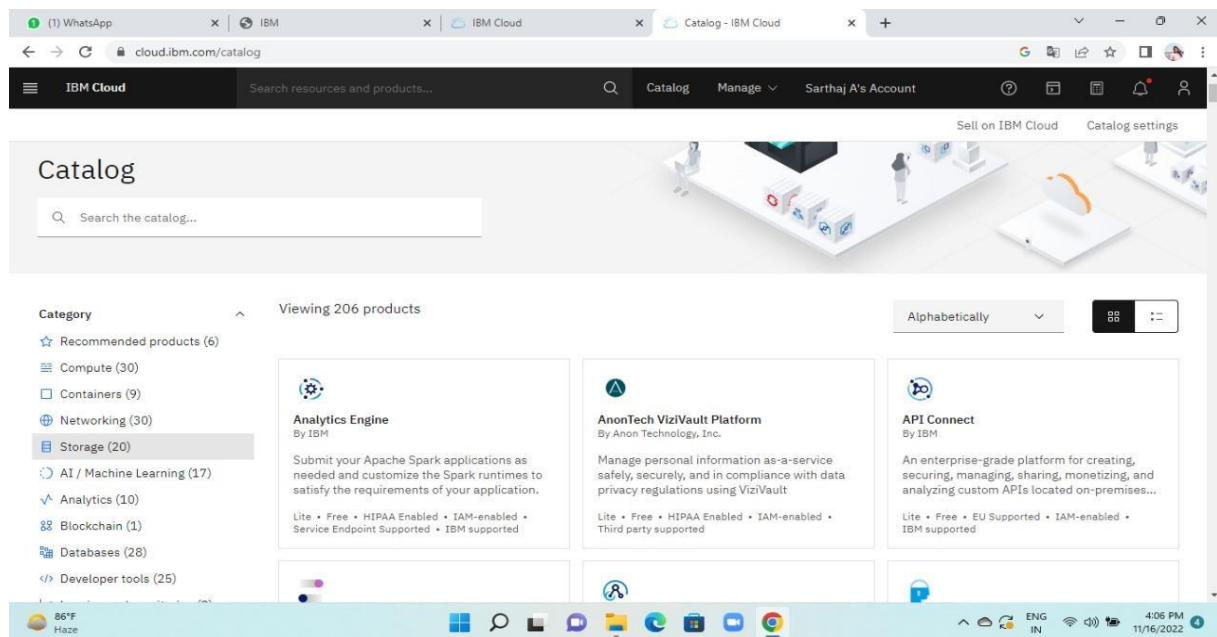 (1) WhatsApp
IBM
IBM Cloud
Catalog - IBM Cloud
cloud.ibm.com/catalog
IBM Cloud
Search resources and products...
Catalog
Manage
Sarthaj A's Account
Sell on IBM Cloud
Catalog settings
Catalog
Search the catalog...
Category
Recommended products (6)
Compute (30)
Containers (9)
Networking (30)
Storage (20)
AI / Machine Learning (17)
Analytics (10)
Blockchain (1)
Databases (28)
Developer tools (25)
Viewing 206 products
Alphabetically
Analytics Engine
By IBM
Submit your Apache Spark applications as
needed and customize the Spark runtimes to
satisfy the requirements of your application.
Lite • Free • HIPAA Enabled • IAM-enabled •
Service Endpoint Supported • IBM supported
AnonTech ViziVault Platform
By Anon Technology, Inc.
Manage personal information as-a-service
safely, securely, and in compliance with data
privacy regulations using ViziVault
Lite • Free • HIPAA Enabled • IAM-enabled •
Third party supported
API Connect
By IBM
An enterprise-grade platform for creating,
securing, managing, sharing, monetizing, and
analyzing custom APIs located on-premises...
Lite • Free • EU Supported • IAM-enabled •
IBM supported
86°F
Haze
ENG
IN
4:06 PM
11/16/2022
4